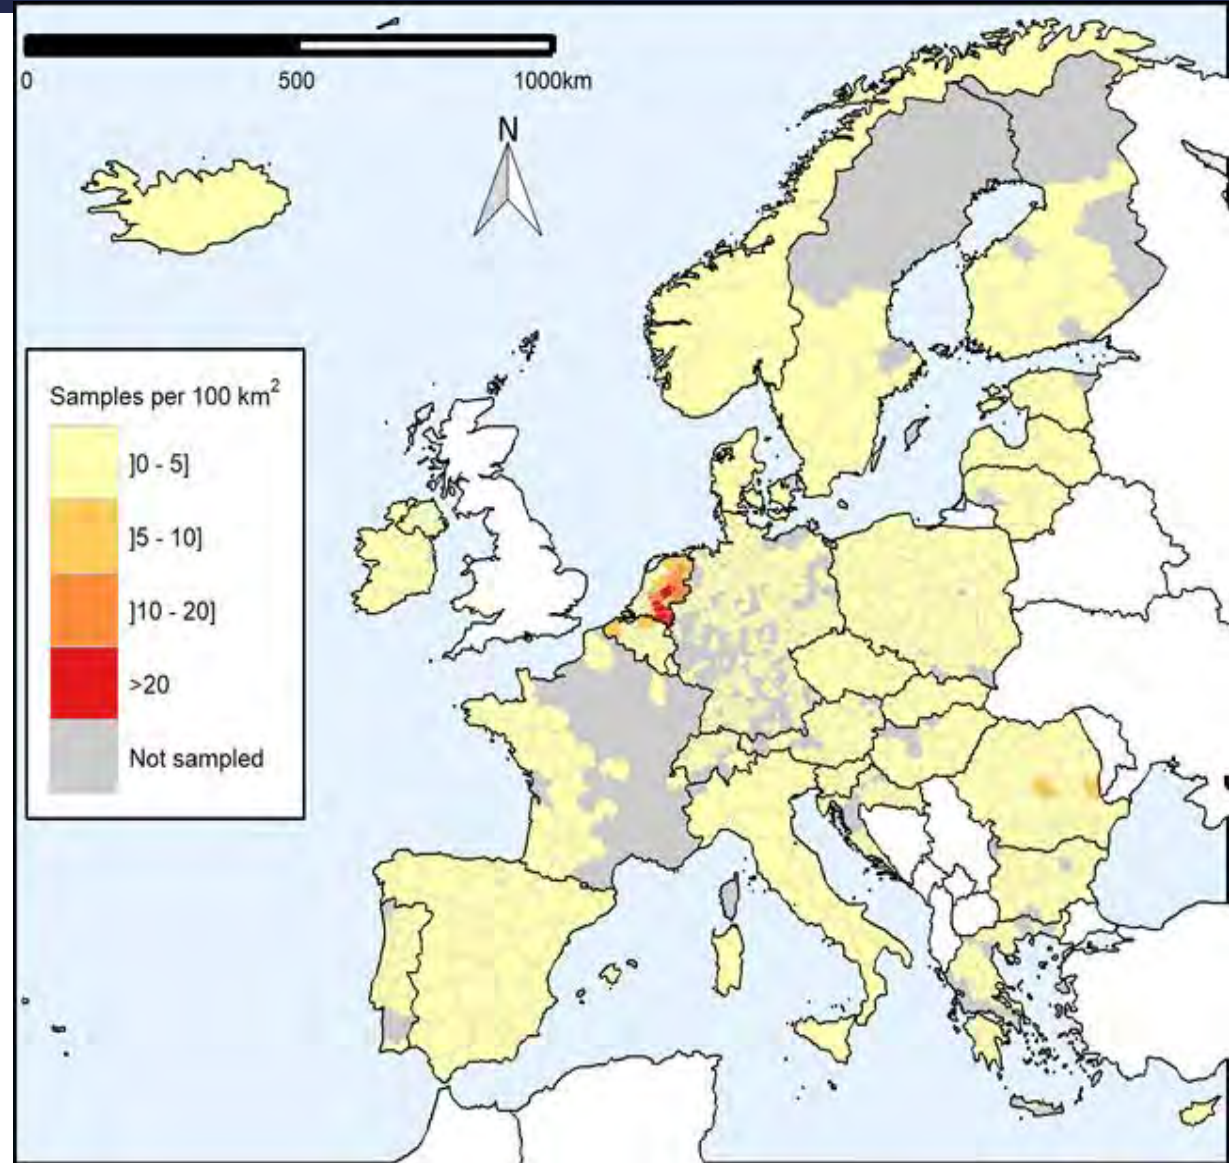 0 500 1000km
N
Samples per 100 km²
]0 - 5]
]5 - 10]
]10 - 20]
>20
Not sampled